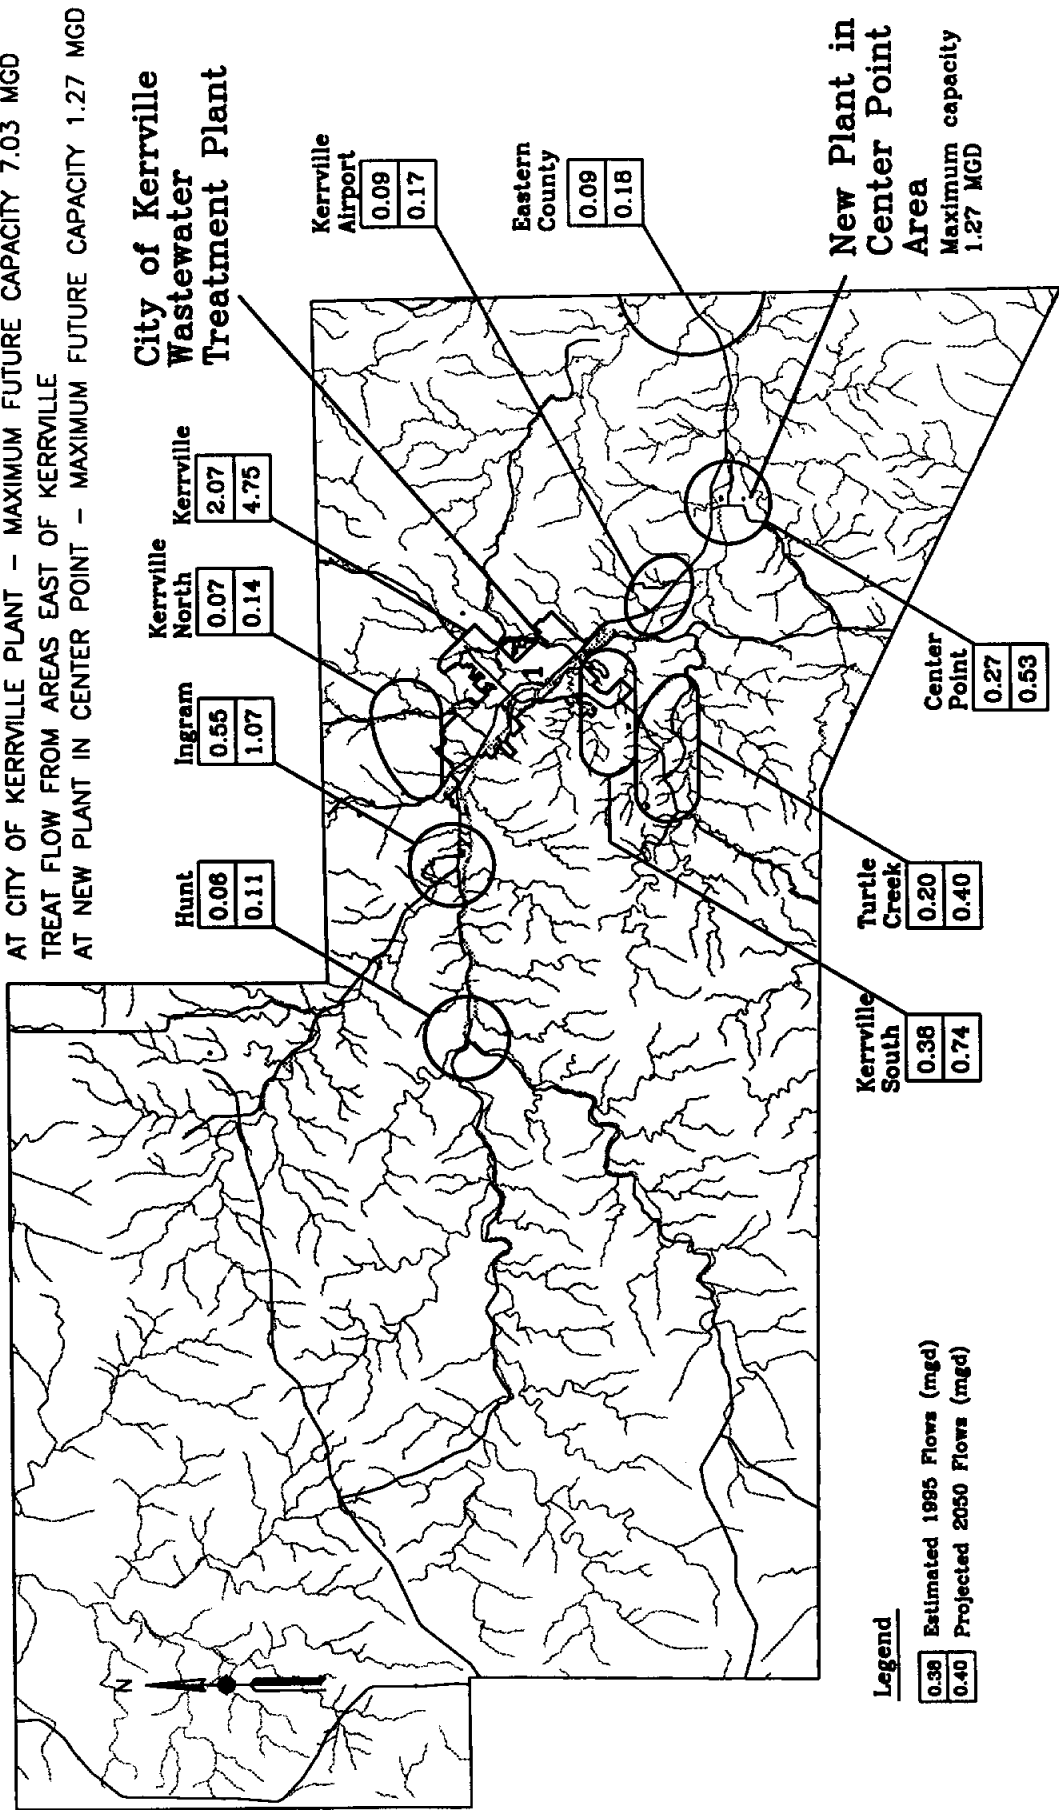 AT CITY OF KERRVILLE PLANT – MAXIMUM FUTURE CAPACITY 7.03 MGD
TREAT FLOW FROM AREAS EAST OF KERRVILLE
AT NEW PLANT IN CENTER POINT – MAXIMUM FUTURE CAPACITY 1.27 MGD
City of Kerrville
Wastewater
Treatment Plant
Hunt
0.06
0.11
Ingram
0.55
1.07
Kerrville
North
0.07
0.14
Kerrville
2.07
4.75
Kerrville
Airport
0.09
0.17
Eastern
County
0.09
0.18
New Plant in
Center Point
Area
Maximum capacity
1.27 MGD
N
1
Kerrville
South
0.38
0.74
Turtle
Creek
0.20
0.40
Center
Point
0.27
0.53
Legend
0.38 Estimated 1995 Flows (mgd)
0.40 Projected 2050 Flows (mgd)